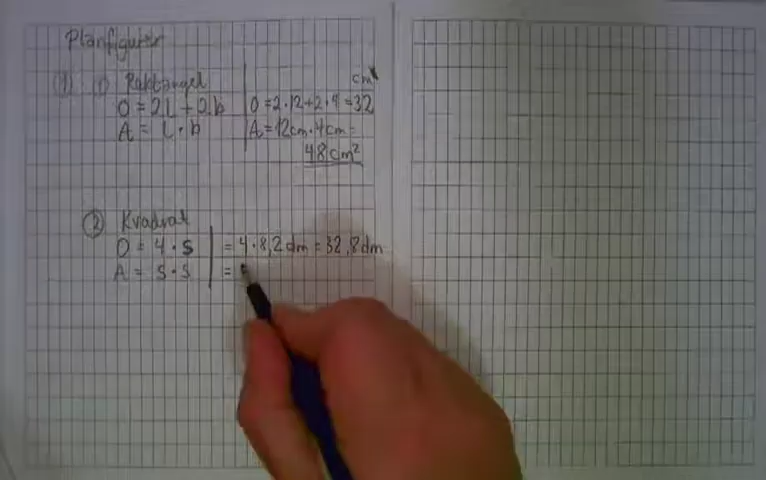 Planfigurer
① ① Rektangel
cm
O = 2L + 2b O = 2·12+2·4 = 32
A = L · b A = 12cm · 4cm =
48cm²
② Kvadrat
O = 4 · s = 4 · 8,2 dm = 32,8 dm
A = s · s =